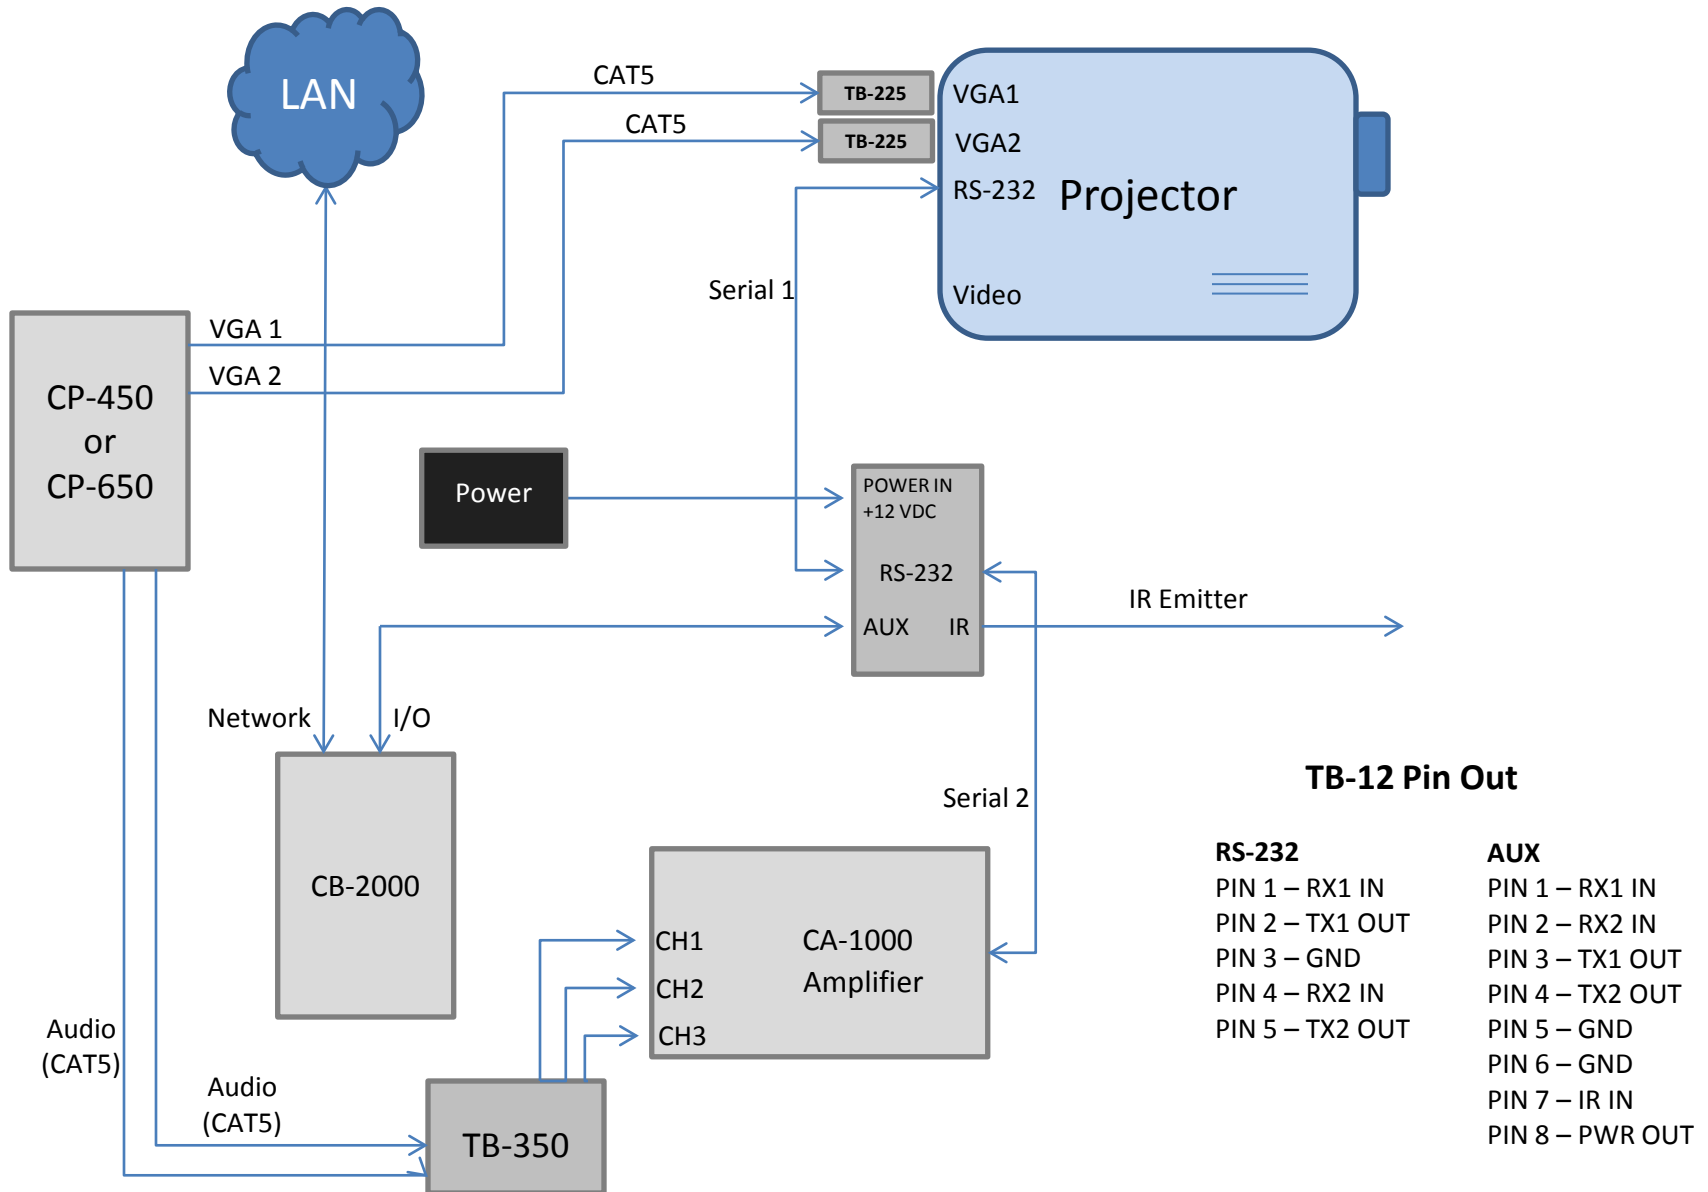 LAN
CAT5
CAT5
TB-225
TB-225
VGA1
VGA2
RS-232
Projector
Video
Serial 1
VGA 1
VGA 2
CP-450
or
CP-650
Power
POWER IN
+12 VDC
RS-232
AUX
IR
IR Emitter
Network
I/O
CB-2000
Serial 2
CH1
CH2
CH3
CA-1000
Amplifier
Audio
(CAT5)
Audio
(CAT5)
TB-350
TB-12 Pin Out
RS-232
PIN 1 – RX1 IN
PIN 2 – TX1 OUT
PIN 3 – GND
PIN 4 – RX2 IN
PIN 5 – TX2 OUT
AUX
PIN 1 – RX1 IN
PIN 2 – RX2 IN
PIN 3 – TX1 OUT
PIN 4 – TX2 OUT
PIN 5 – GND
PIN 6 – GND
PIN 7 – IR IN
PIN 8 – PWR OUT